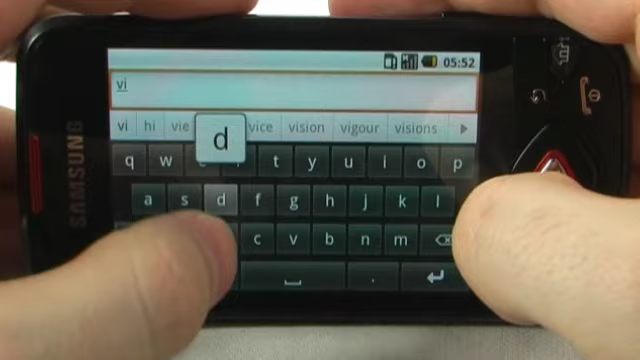 SAMSUNG
05:52
vi
vi hi vie vice vision vigour visions
d
q w t y u i o p
a s d f g h j k l
c v b n m
.